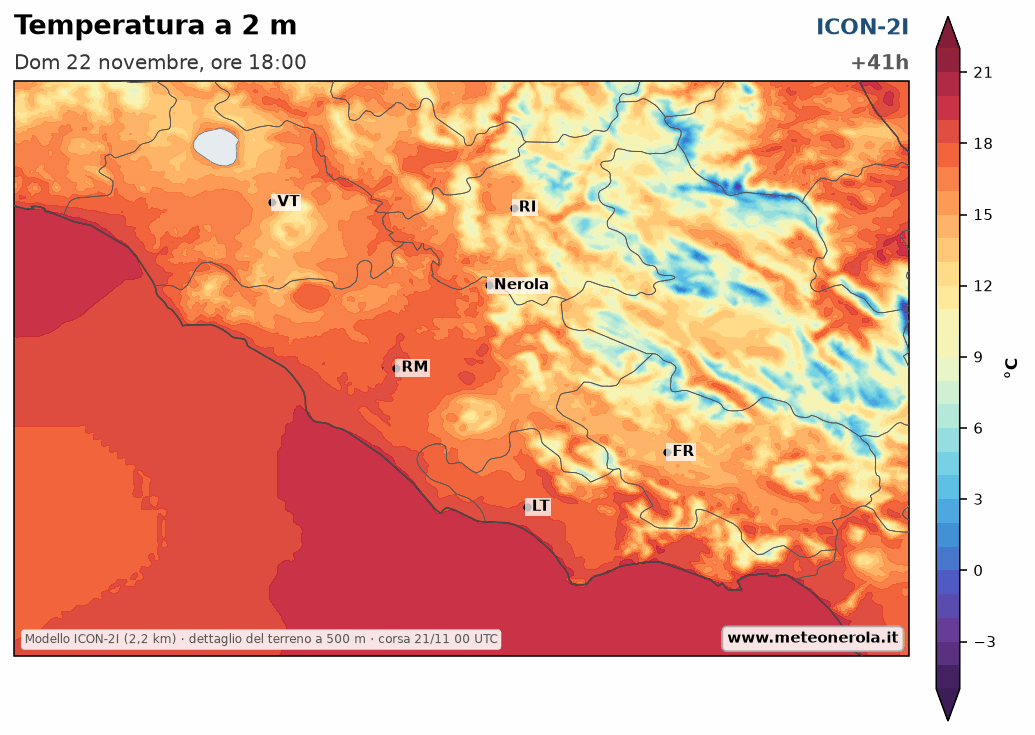 Temperatura a 2 m
ICON-2I
Dom 22 novembre, ore 18:00
+41h
21
18
15
12
9
6
3
0
−3
°C
VT
RI
Nerola
RM
FR
LT
Modello ICON-2I (2,2 km) · dettaglio del terreno a 500 m · corsa 21/11 00 UTC
www.meteonerola.it